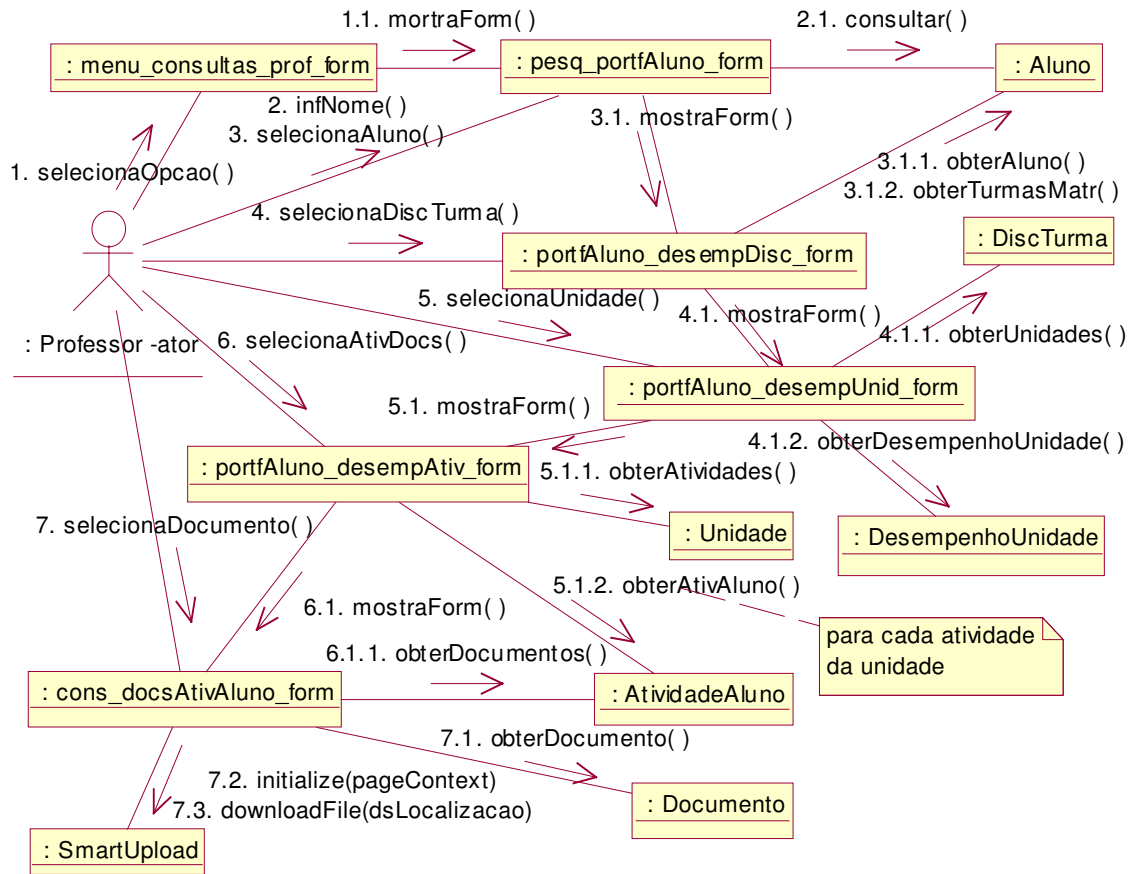 1.1. mortraForm( )
2.1. consultar( )
: menu_consultas_prof_form
: pesq_portfAluno_form
: Aluno
2. infNome( )
3. selecionaAluno( )
3.1. mostraForm( )
1. selecionaOpcao( )
3.1.1. obterAluno( )
3.1.2. obterTurmasMatr( )
4. selecionaDiscTurma( )
: DiscTurma
: portfAluno_desempDisc_form
5. selecionaUnidade( )
4.1. mostraForm( )
4.1.1. obterUnidades( )
: Professor -ator
6. selecionaAtivDocs( )
: portfAluno_desempUnid_form
5.1. mostraForm( )
4.1.2. obterDesempenhoUnidade( )
: portfAluno_desempAtiv_form
5.1.1. obterAtividades( )
7. selecionaDocumento( )
: Unidade
: DesempenhoUnidade
5.1.2. obterAtivAluno( )
6.1. mostraForm( )
para cada atividade
da unidade
6.1.1. obterDocumentos( )
: cons_docsAtivAluno_form
: AtividadeAluno
7.1. obterDocumento( )
7.2. initialize(pageContext)
7.3. downloadFile(dsLocalizacao)
: Documento
: SmartUpload